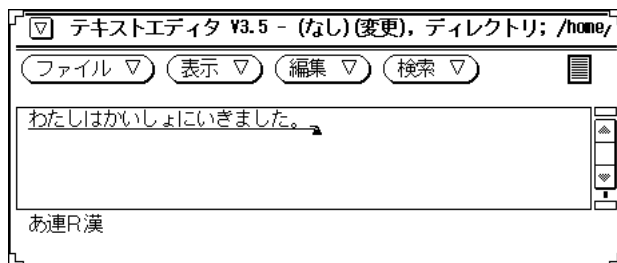 テキストエディタ V3.5 - (なし)(変更), ディレクトリ; /home/
ファイル ▽ 表示 ▽ 編集 ▽ 検索 ▽
わたしはかいしょにいきました。
あ連R漢